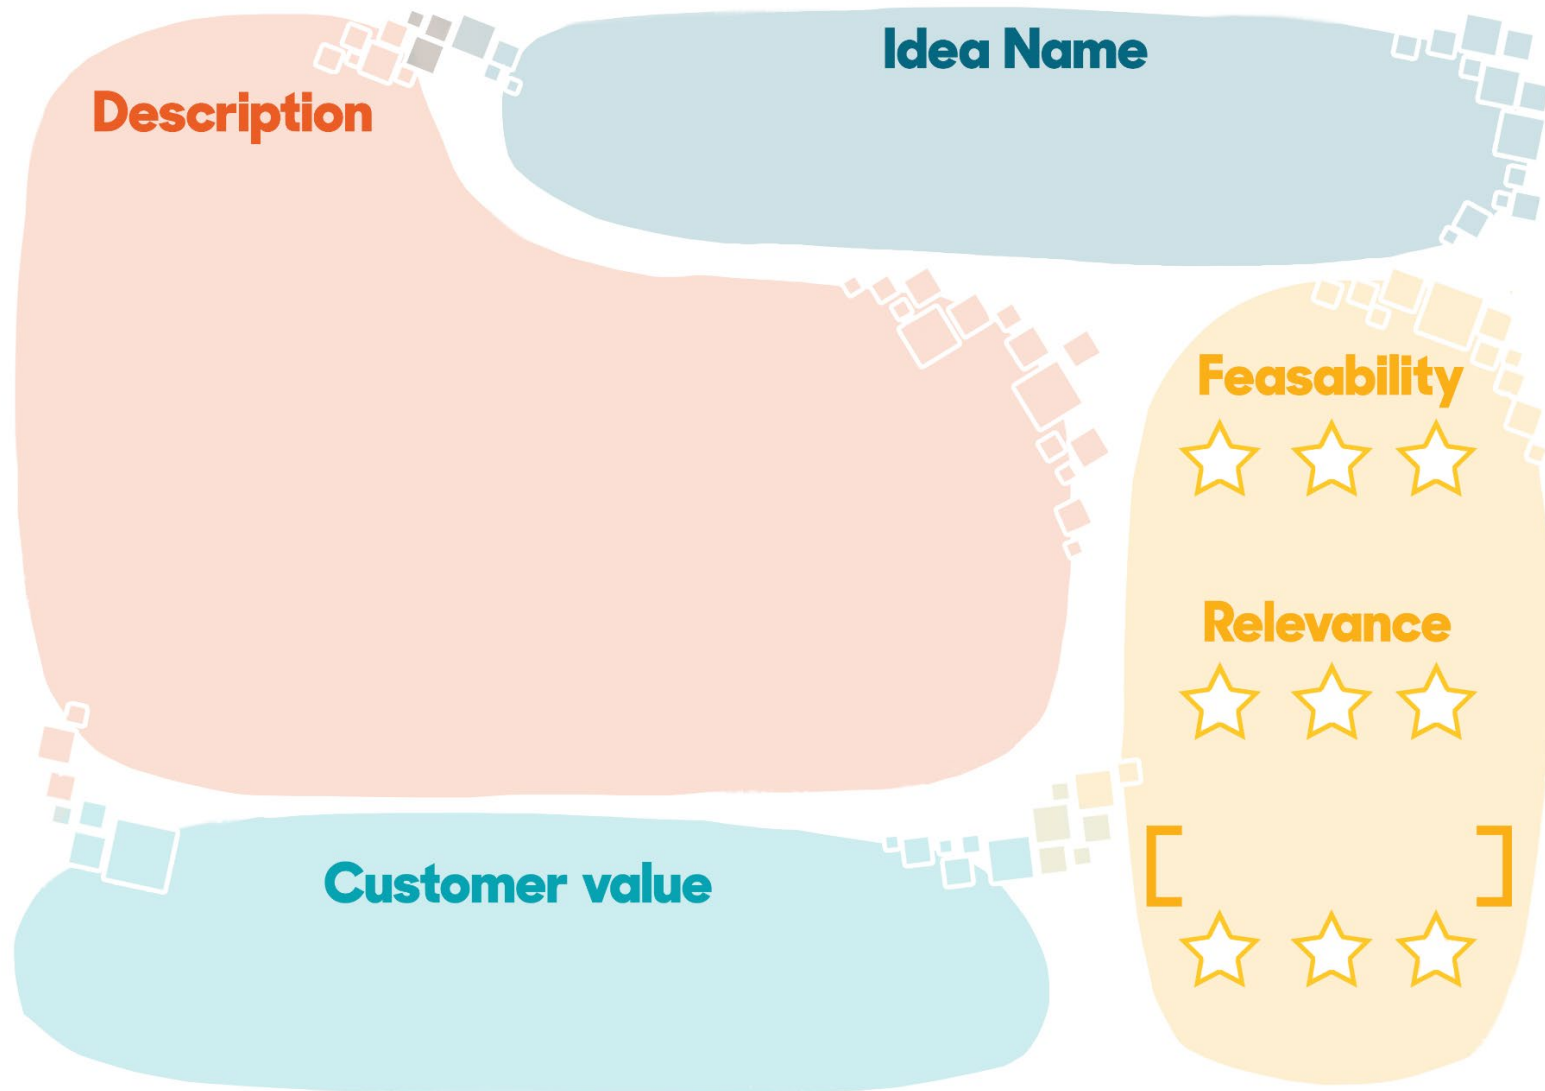 Idea Name
Description
Feasability
Relevance
[ ]
Customer value